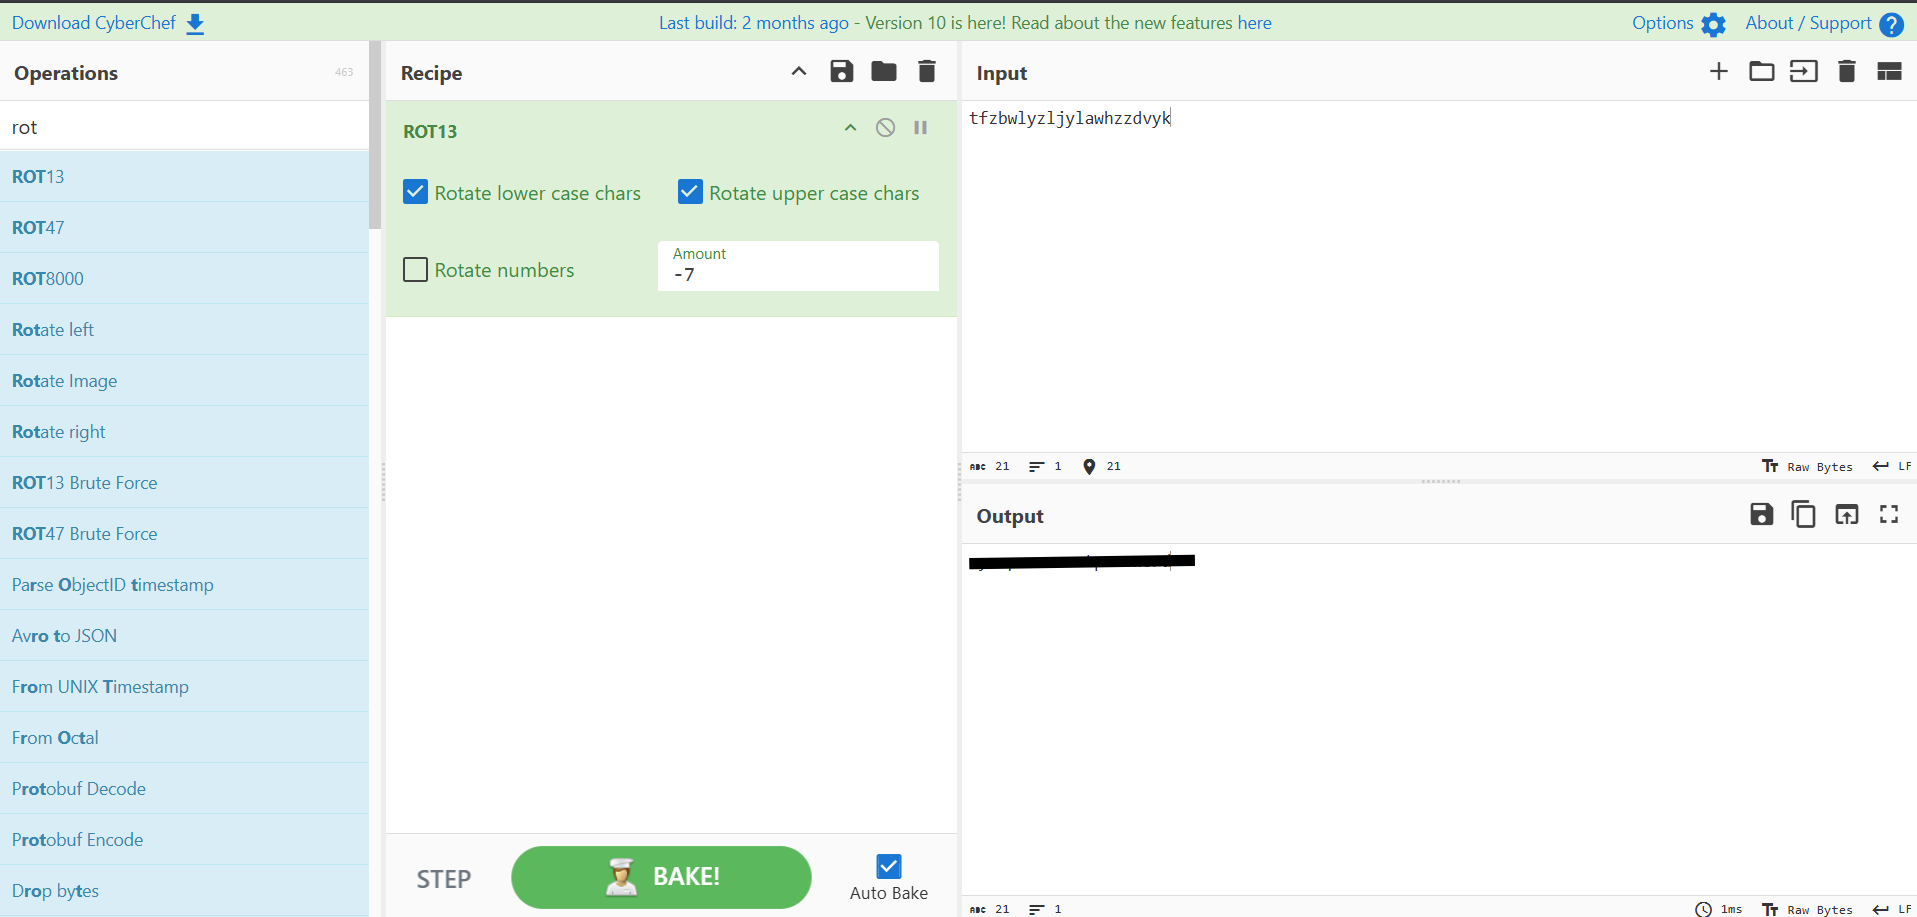 Download CyberChef
Last build: 2 months ago - Version 10 is here! Read about the new features here
Options
About / Support
Operations
463
rot
ROT13
ROT47
ROT8000
Rotate left
Rotate Image
Rotate right
ROT13 Brute Force
ROT47 Brute Force
Parse ObjectID timestamp
Avro to JSON
From UNIX Timestamp
From Octal
Protobuf Decode
Protobuf Encode
Drop bytes
Recipe
ROT13
Rotate lower case chars
Rotate upper case chars
Rotate numbers
Amount
-7
STEP
BAKE!
Auto Bake
Input
tfzbwlyzljylawhzzdvyk
ABC 21
1
21
Raw Bytes
LF
Output
ABC 21
1
1ms
Raw Bytes
LF